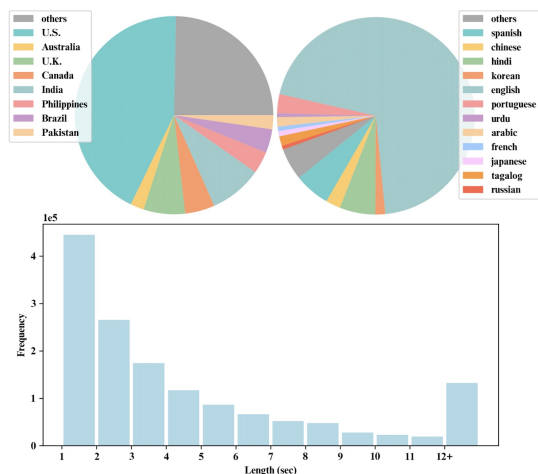 others
U.S.
Australia
U.K.
Canada
India
Philippines
Brazil
Pakistan
others
spanish
chinese
hindi
korean
english
portuguese
urdu
arabic
french
japanese
tagalog
russian
1e5
Frequency
4
3
2
1
0
1 2 3 4 5 6 7 8 9 10 11 12+
Length (sec)